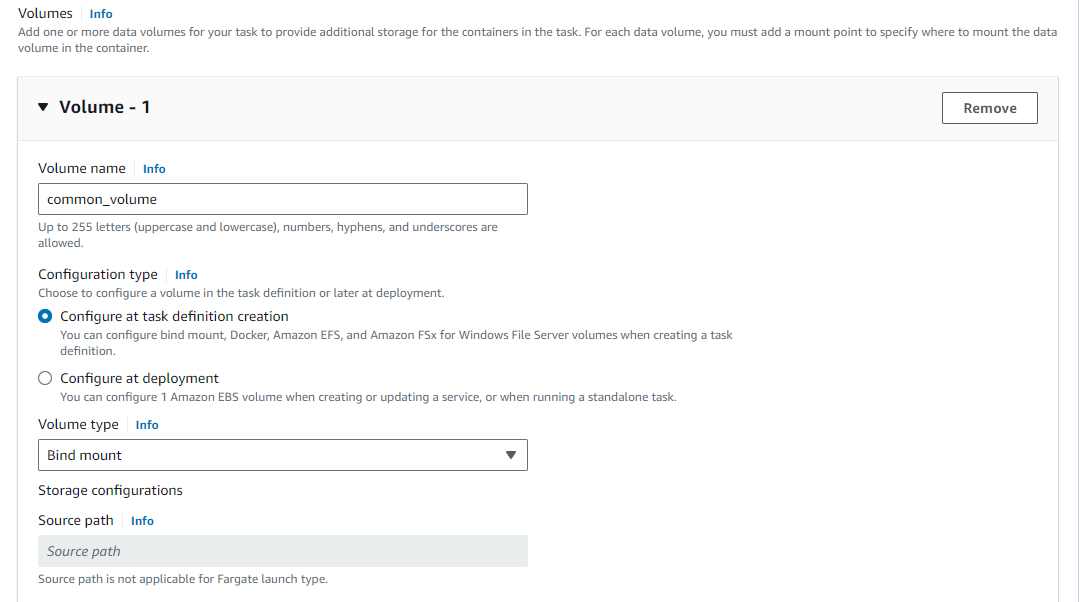 Volumes Info
Add one or more data volumes for your task to provide additional storage for the containers in the task. For each data volume, you must add a mount point to specify where to mount the data
volume in the container.
Volume - 1
Remove
Volume name Info
common_volume
Up to 255 letters (uppercase and lowercase), numbers, hyphens, and underscores are
allowed.
Configuration type Info
Choose to configure a volume in the task definition or later at deployment.
Configure at task definition creation
You can configure bind mount, Docker, Amazon EFS, and Amazon FSx for Windows File Server volumes when creating a task
definition.
Configure at deployment
You can configure 1 Amazon EBS volume when creating or updating a service, or when running a standalone task.
Volume type Info
Bind mount
Storage configurations
Source path Info
Source path
Source path is not applicable for Fargate launch type.